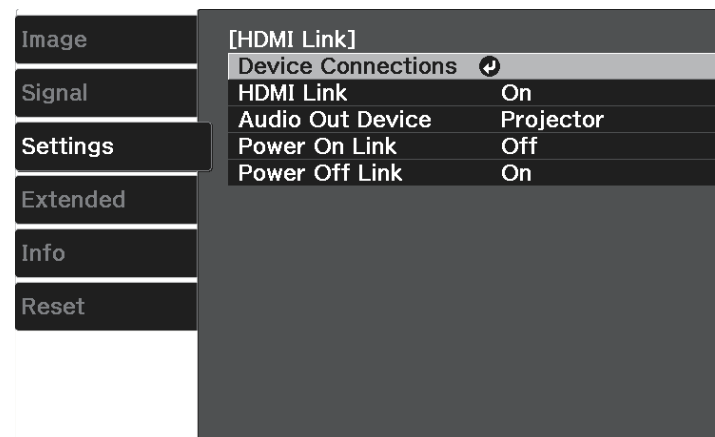 Image
Signal
Settings
Extended
Info
Reset
[HDMI Link]
Device Connections
HDMI Link On
Audio Out Device Projector
Power On Link Off
Power Off Link On